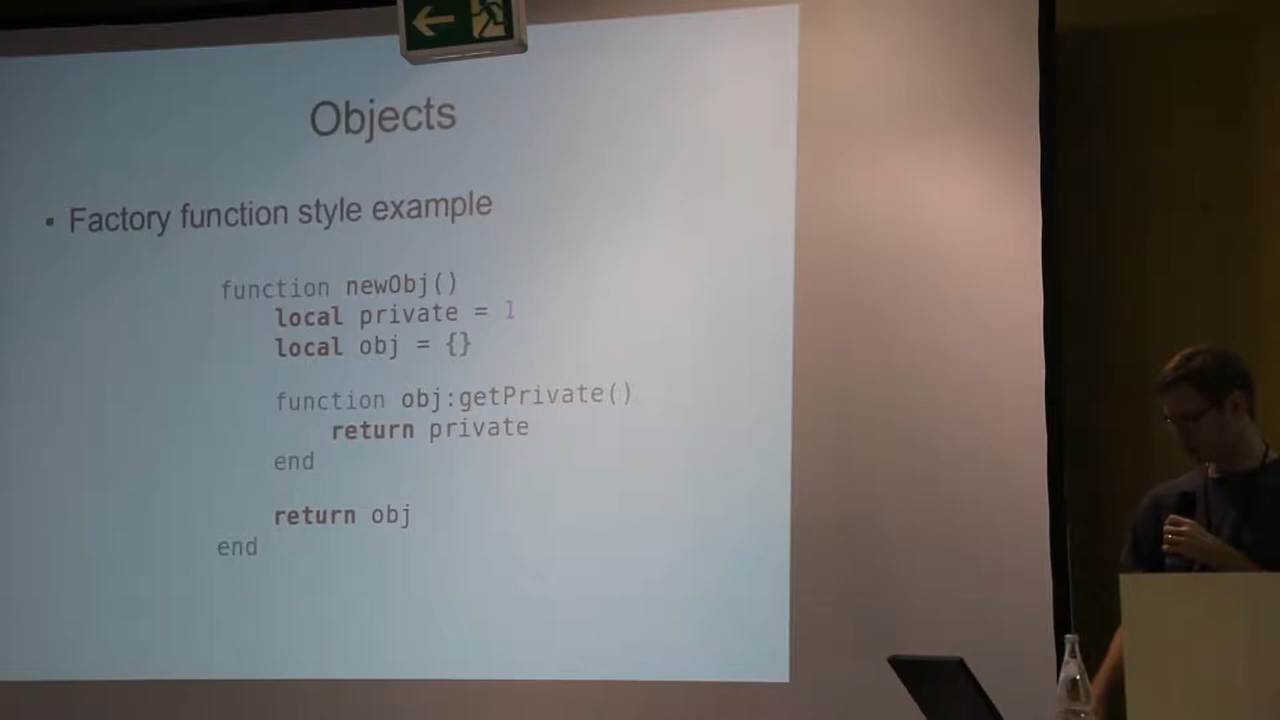 Objects
• Factory function style example
function newObj()
    local private = 1
    local obj = {}
    function obj:getPrivate()
        return private
    end
    return obj
end